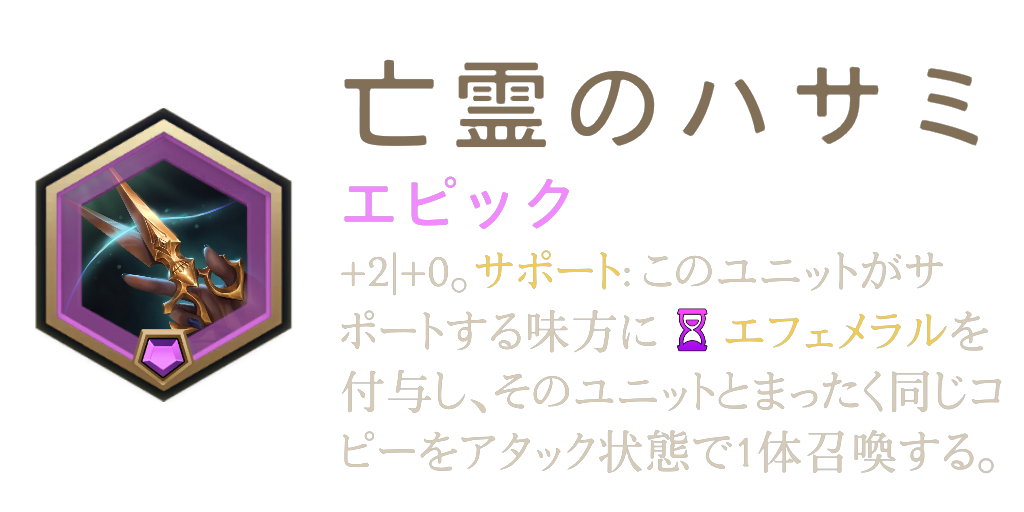 亡霊のハサミ
エピック
+2|+0。サポート: このユニットがサ
ポートする味方に エフェメラルを
付与し、そのユニットとまったく同じコ
ピーをアタック状態で1体召喚する。